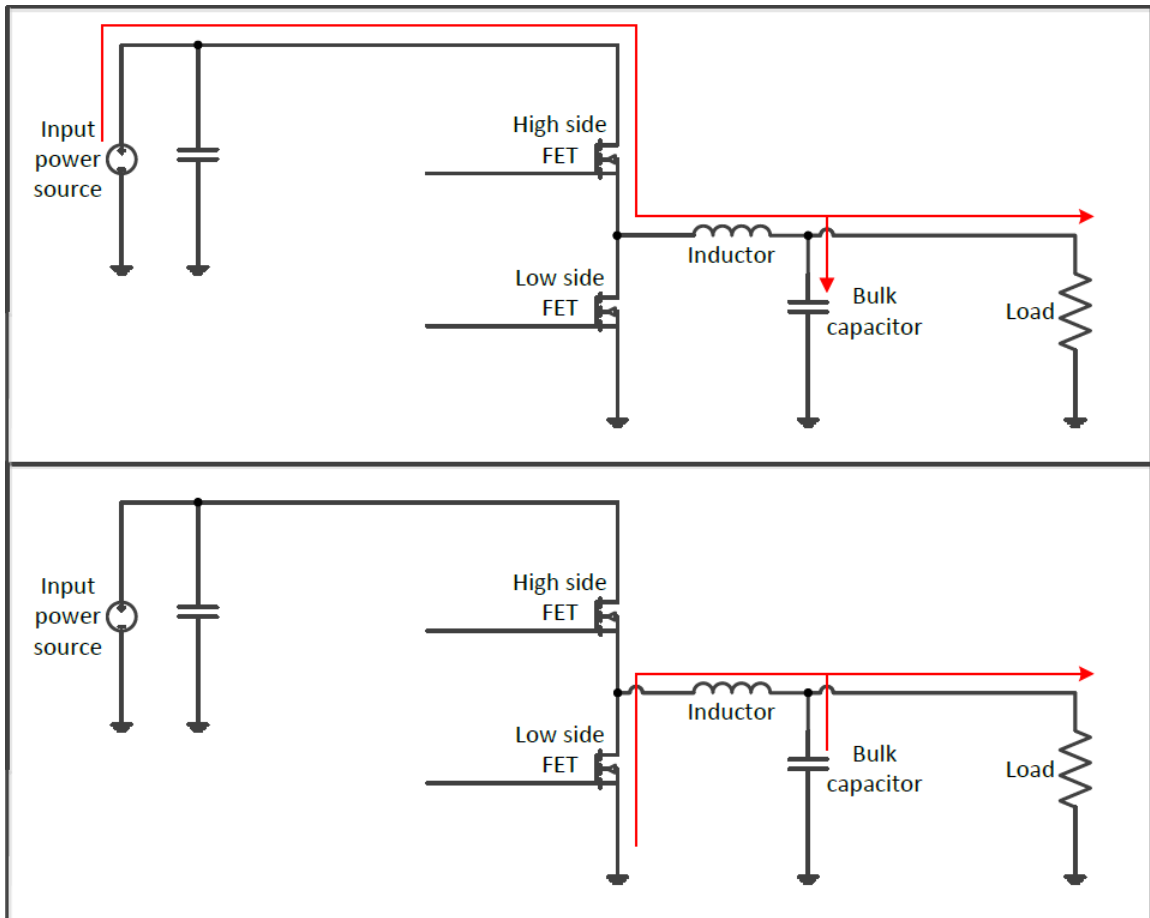 High side
FET
Input
power
source
Inductor
Low side
FET
Bulk
capacitor
Load
High side
FET
Input
power
source
Inductor
Low side
FET
Bulk
capacitor
Load